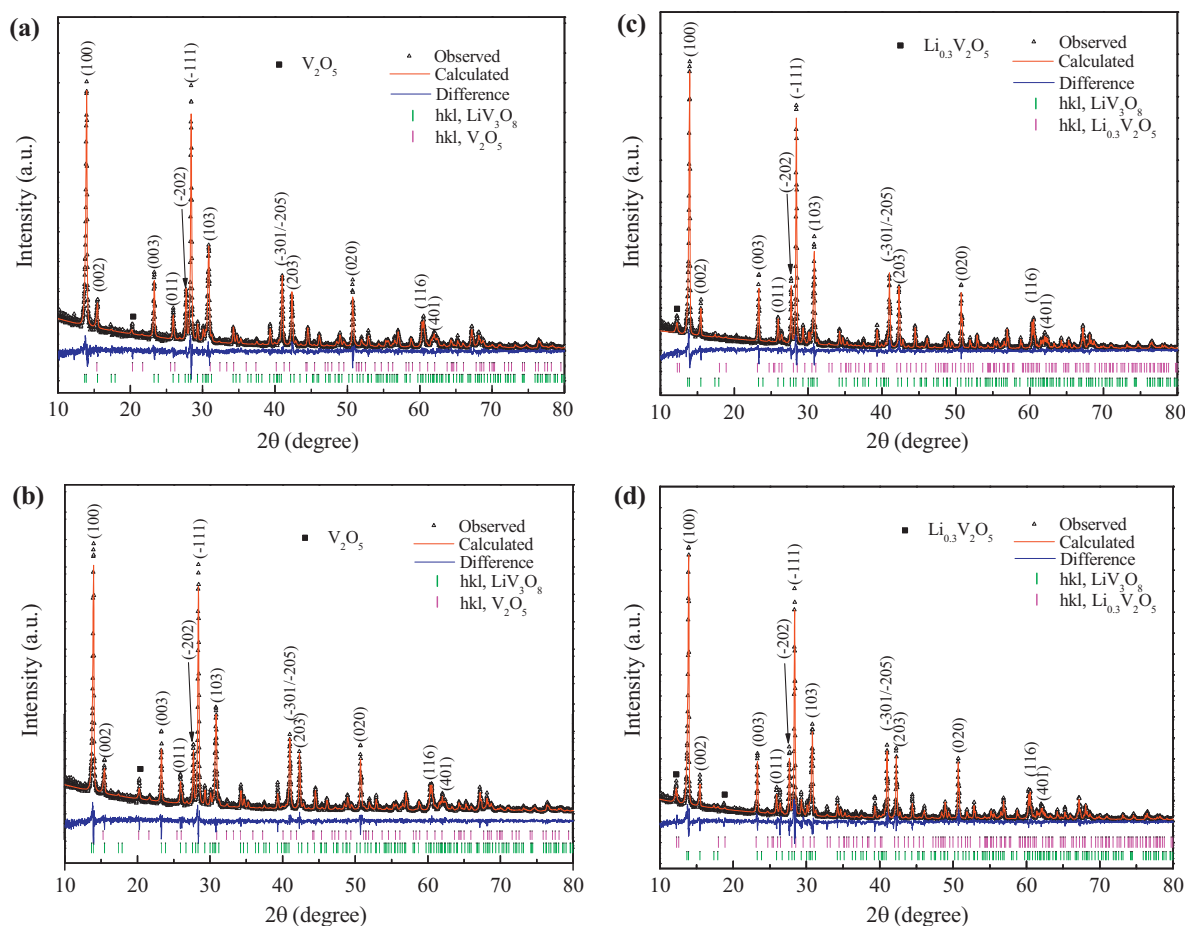 (a)
V₂O₅
Observed
Calculated
Difference
hkl, LiV₃O₈
hkl, V₂O₅
(100)
(002)
(003)
(011)
(-202)
(-111)
(103)
(-301/-205)
(203)
(020)
(116)
(401)
Intensity (a.u.)
10 20 30 40 50 60 70 80
2θ (degree)
(c)
Li₀.₃V₂O₅
Observed
Calculated
Difference
hkl, LiV₃O₈
hkl, Li₀.₃V₂O₅
(100)
(002)
(003)
(011)
(-202)
(-111)
(103)
(-301/-205)
(203)
(020)
(116)
(401)
Intensity (a.u.)
10 20 30 40 50 60 70 80
2θ (degree)
(b)
V₂O₅
Observed
Calculated
Difference
hkl, LiV₃O₈
hkl, V₂O₅
(100)
(002)
(003)
(011)
(-202)
(-111)
(103)
(-301/-205)
(203)
(020)
(116)
(401)
Intensity (a.u.)
10 20 30 40 50 60 70 80
2θ (degree)
(d)
Li₀.₃V₂O₅
Observed
Calculated
Difference
hkl, LiV₃O₈
hkl, Li₀.₃V₂O₅
(100)
(002)
(003)
(011)
(-202)
(-111)
(103)
(-301/-205)
(203)
(020)
(116)
(401)
Intensity (a.u.)
10 20 30 40 50 60 70 80
2θ (degree)